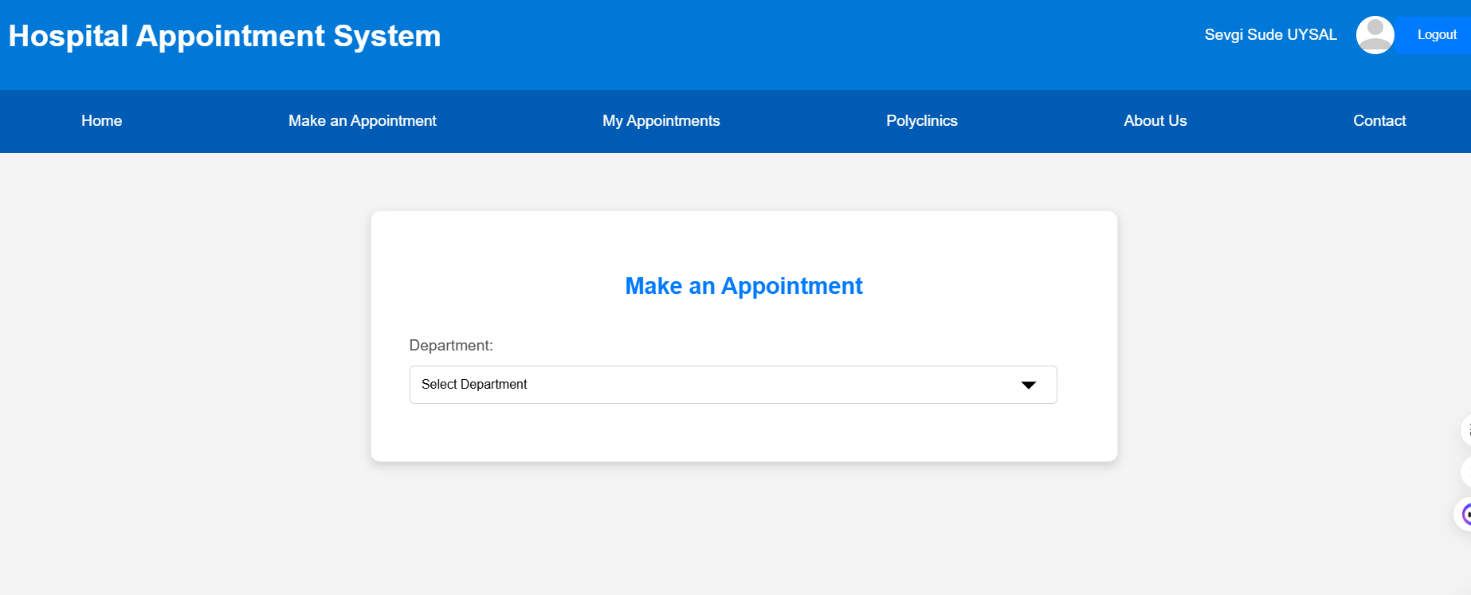 Hospital Appointment System
Sevgi Sude UYSAL
Logout
Home
Make an Appointment
My Appointments
Polyclinics
About Us
Contact
Make an Appointment
Department:
Select Department